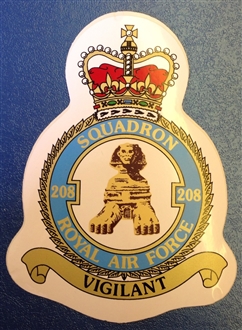 SQUADRON
208 208
ROYAL AIR FORCE
VIGILANT